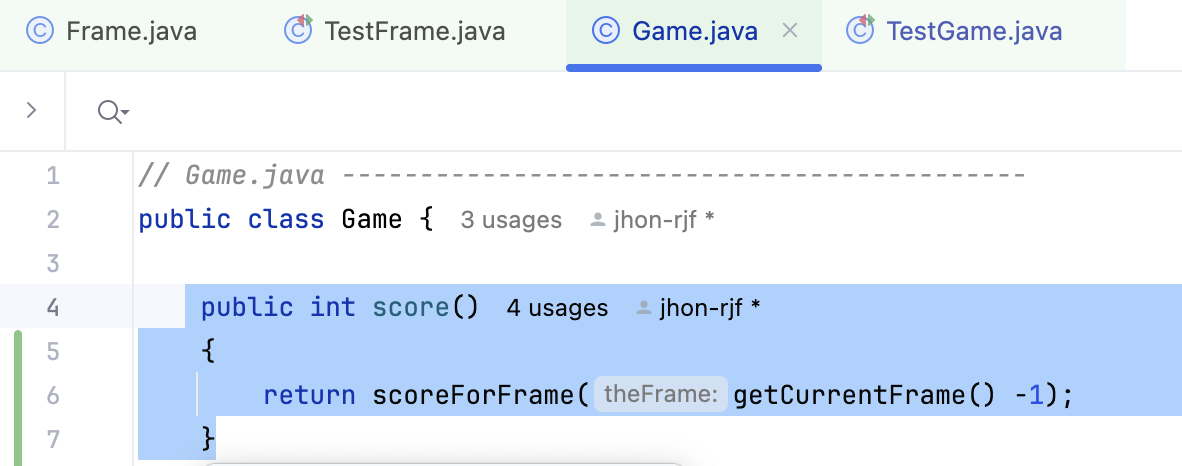 Frame.java TestFrame.java Game.java TestGame.java
1 // Game.java --------------------------------------------
2 public class Game { 3 usages jhon-rjf *
3
4 public int score() 4 usages jhon-rjf *
5 {
6 return scoreForFrame( theFrame: getCurrentFrame() -1);
7 }